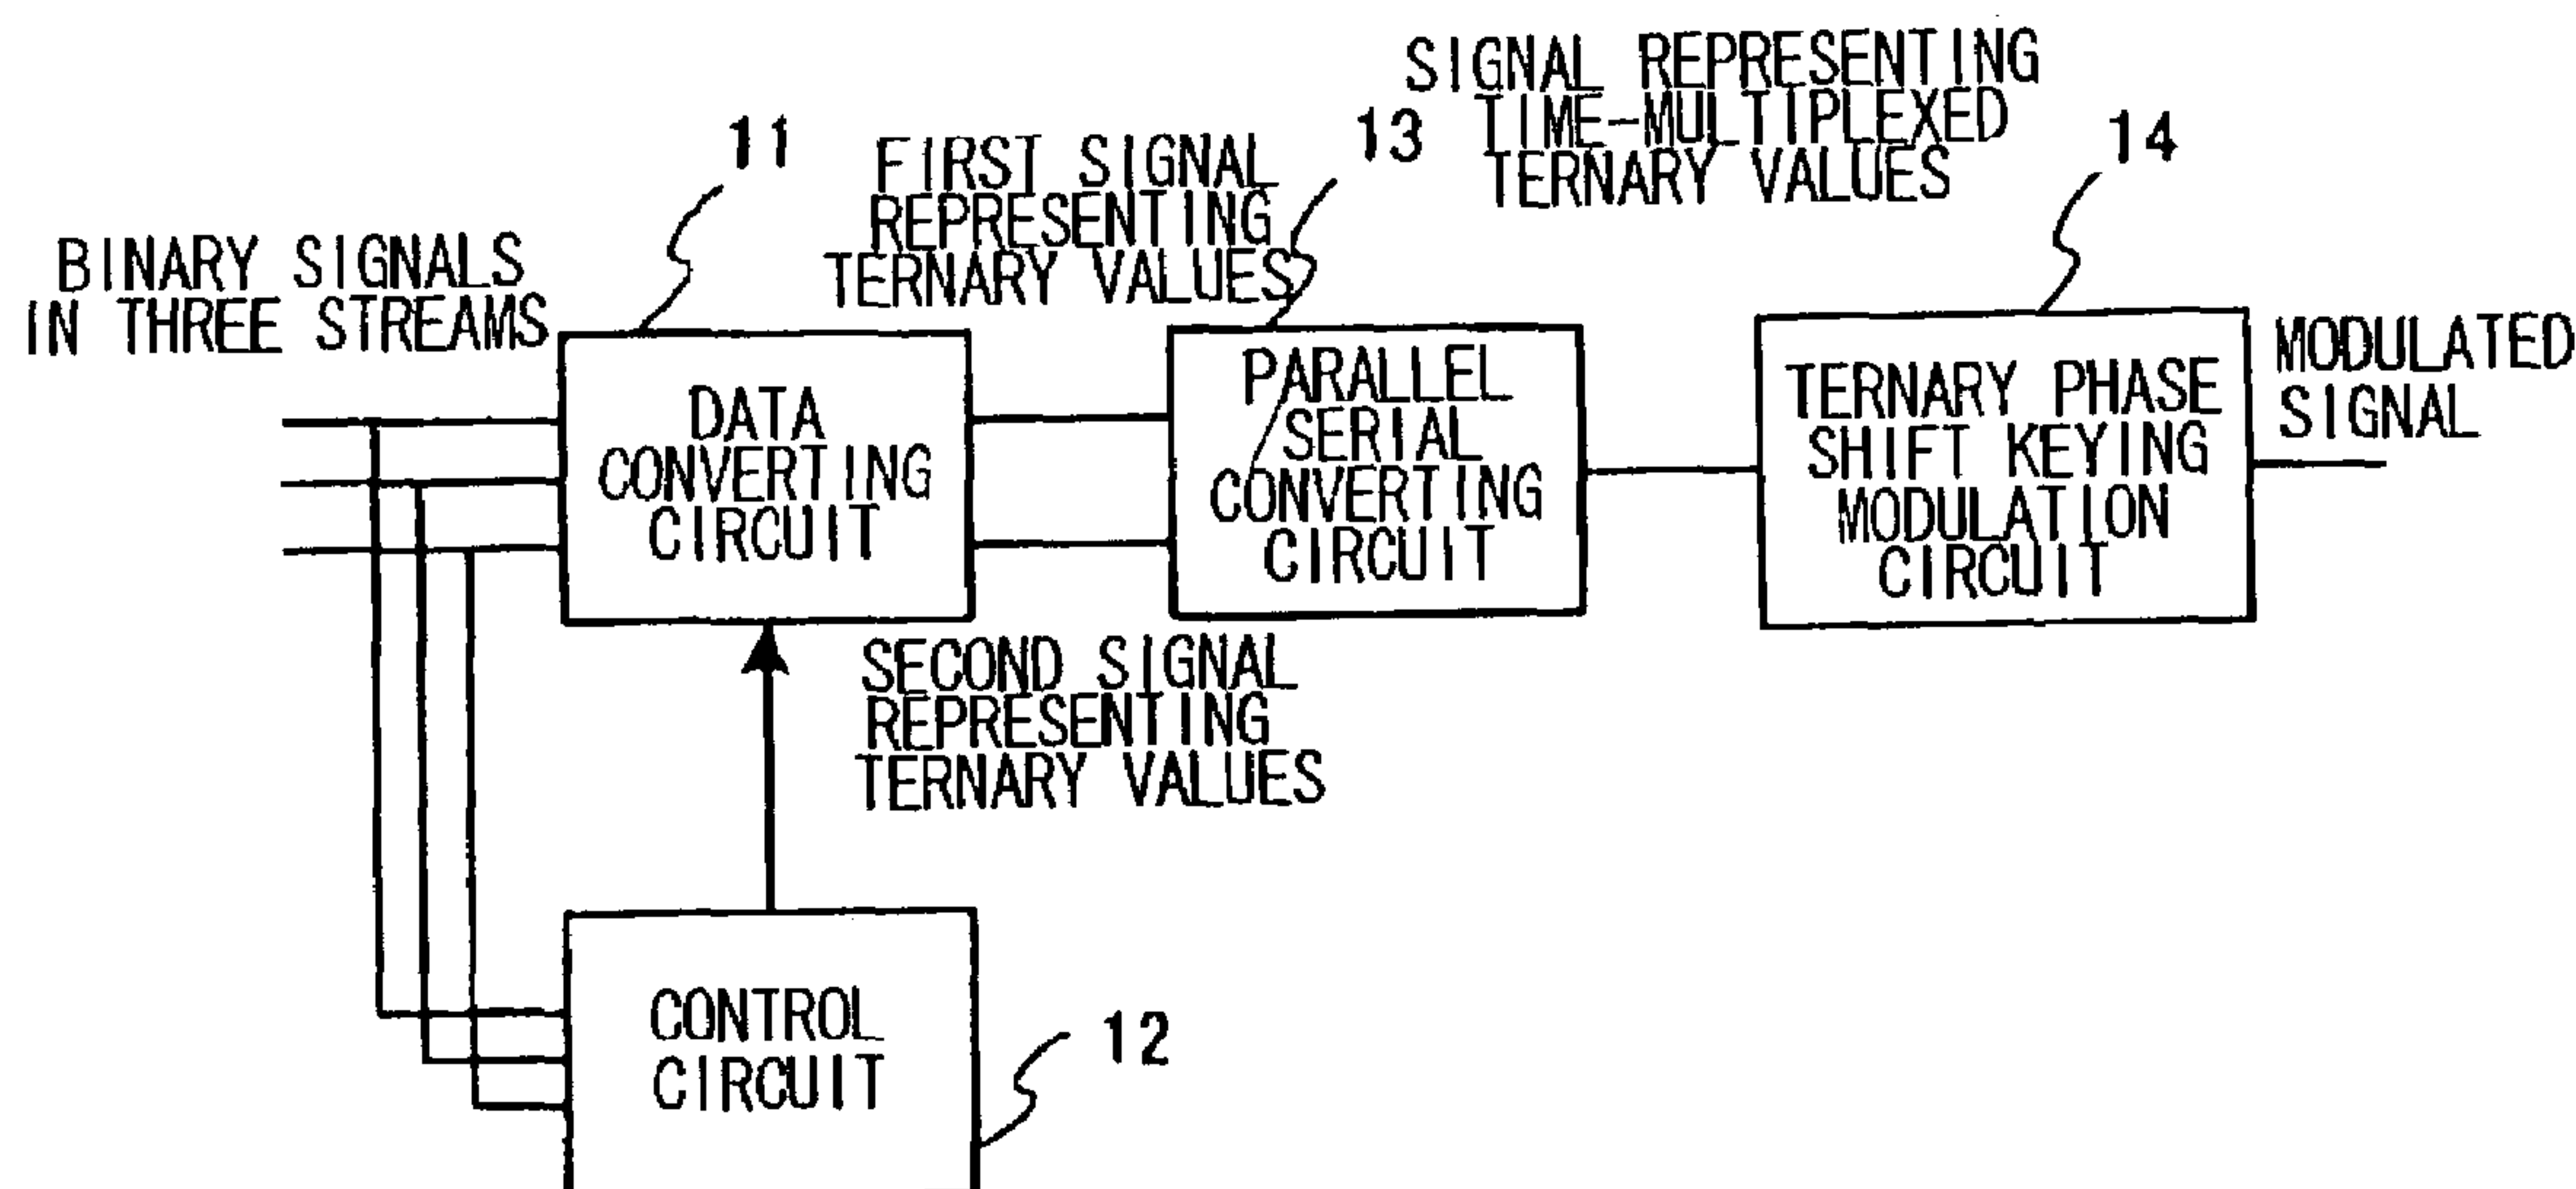 SIGNAL REPRESENTING
TIME-MULTIPLEXED
TERNARY VALUES
11
13
14
FIRST SIGNAL
REPRESENTING
TERNARY VALUES
BINARY SIGNALS
IN THREE STREAMS
DATA
CONVERTING
CIRCUIT
PARALLEL
SERIAL
CONVERTING
CIRCUIT
TERNARY PHASE
SHIFT KEYING
MODULATION
CIRCUIT
MODULATED
SIGNAL
SECOND SIGNAL
REPRESENTING
TERNARY VALUES
CONTROL
CIRCUIT
12